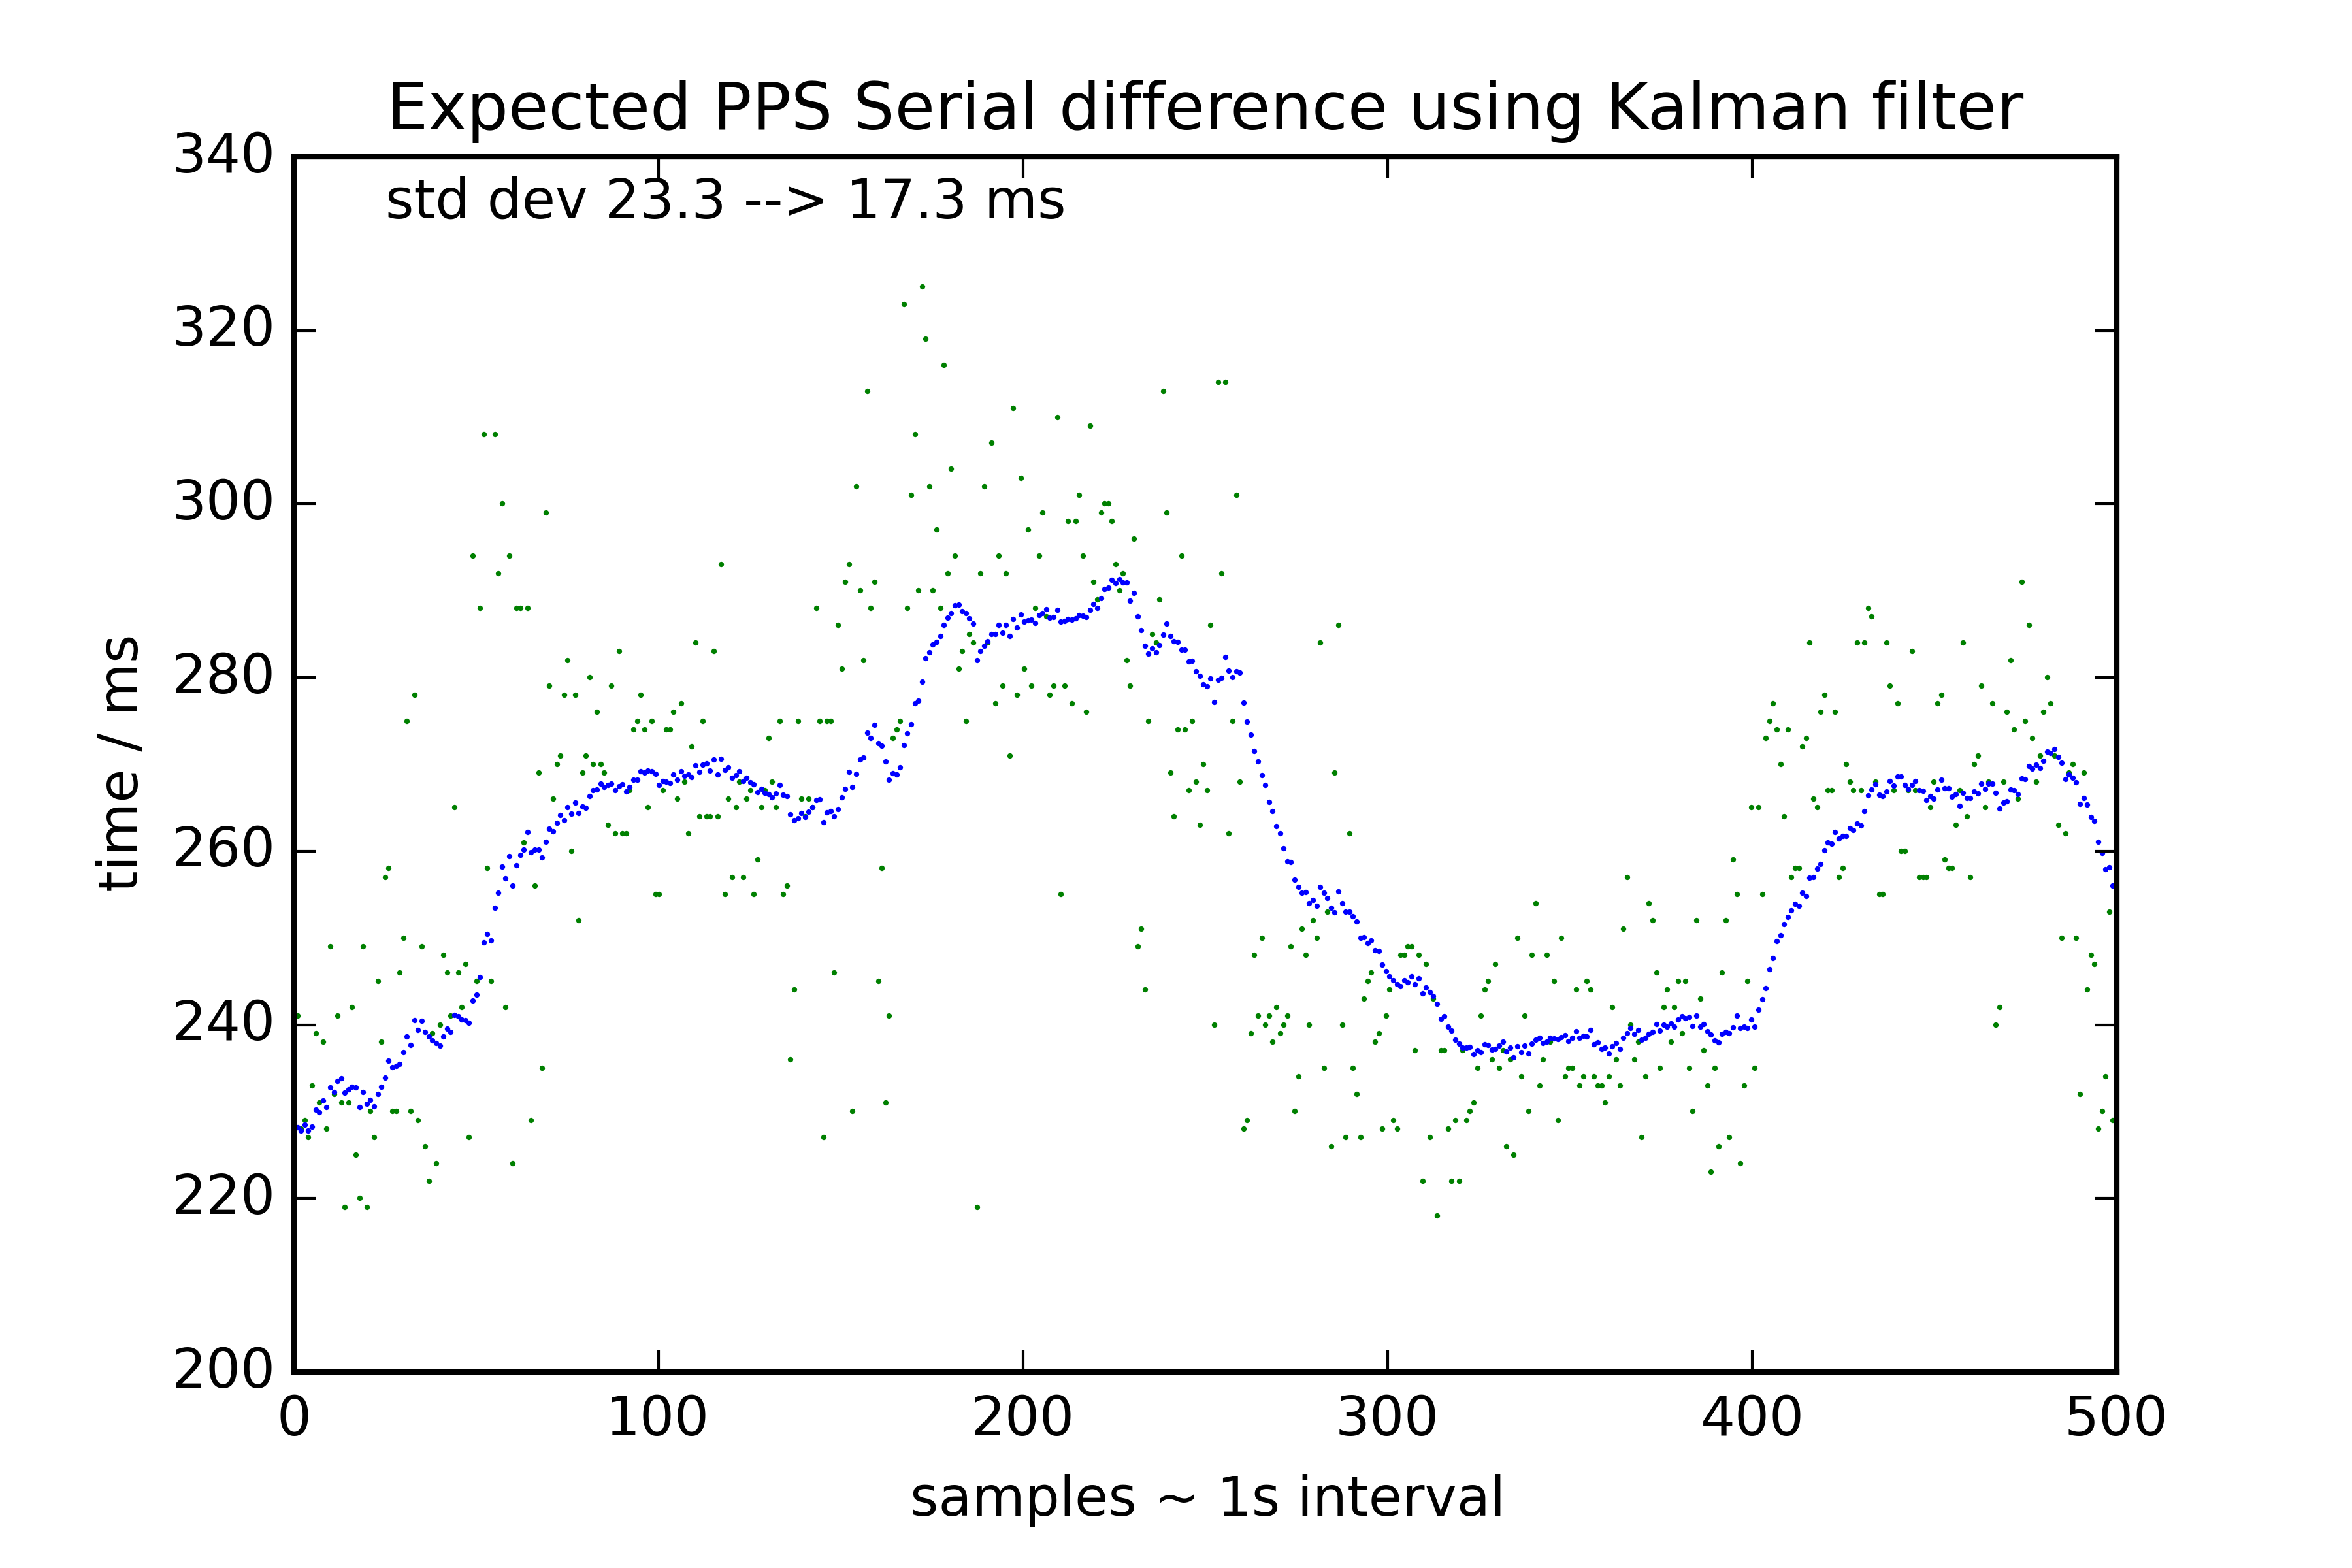 Expected PPS Serial difference using Kalman filter
340
std dev 23.3 --> 17.3 ms
320
300
280
260
240
220
200
time / ms
0 100 200 300 400 500
samples ~ 1s interval